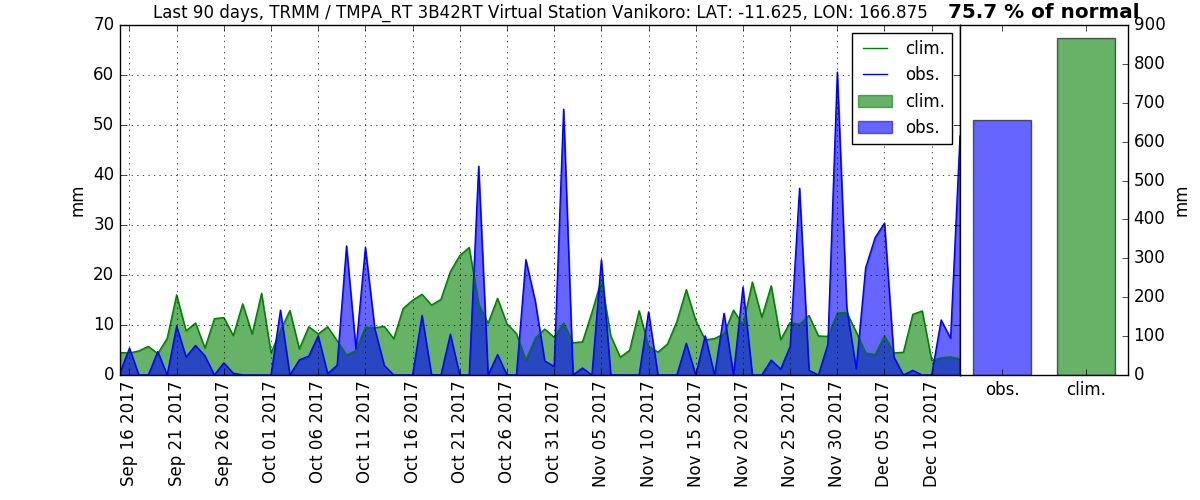 Last 90 days, TRMM / TMPA_RT 3B42RT Virtual Station Vanikoro: LAT: -11.625, LON: 166.875
75.7 % of normal
70
60
50
40
30
20
10
0
mm
clim.
obs.
clim.
obs.
900
800
700
600
500
400
300
200
100
0
mm
Sep 16 2017
Sep 21 2017
Sep 26 2017
Oct 01 2017
Oct 06 2017
Oct 11 2017
Oct 16 2017
Oct 21 2017
Oct 26 2017
Oct 31 2017
Nov 05 2017
Nov 10 2017
Nov 15 2017
Nov 20 2017
Nov 25 2017
Nov 30 2017
Dec 05 2017
Dec 10 2017
obs.
clim.